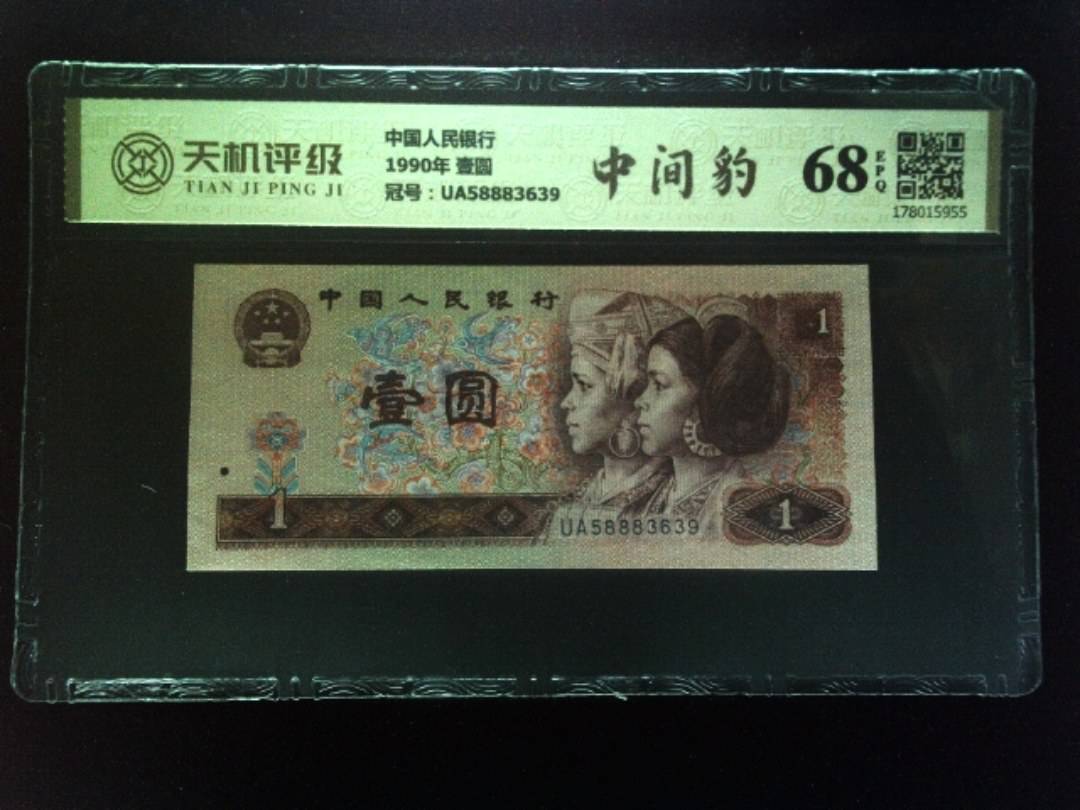 天机评级
TIAN JI PING JI
中国人民银行
1990年 壹圆
冠号：UA58883639
中间豹
68
EPQ
178015955
中国人民银行
1
壹圆
1
UA58883639
1